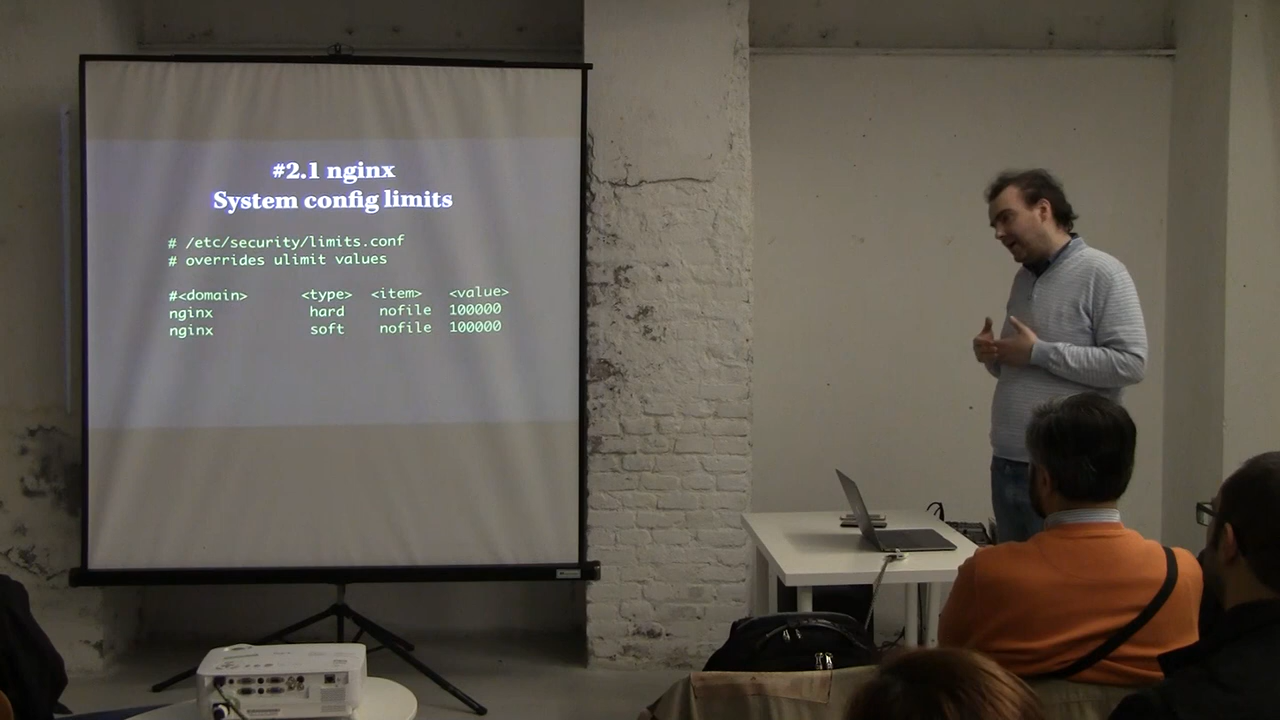 #2.1 nginx
System config limits
# /etc/security/limits.conf
# overrides ulimit values
#<domain> <type> <item> <value>
nginx hard nofile 100000
nginx soft nofile 100000